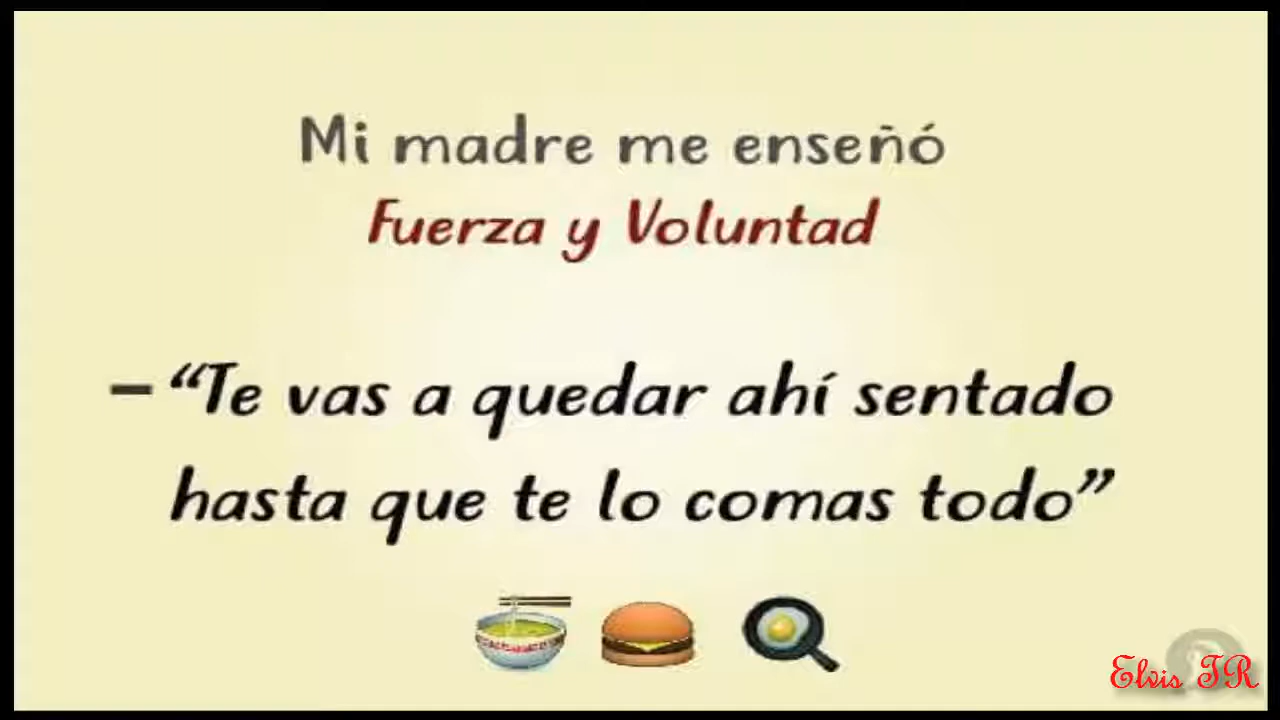 Mi madre me enseñó
Fuerza y Voluntad
- “Te vas a quedar ahí sentado
hasta que te lo comas todo”
Elvis TR